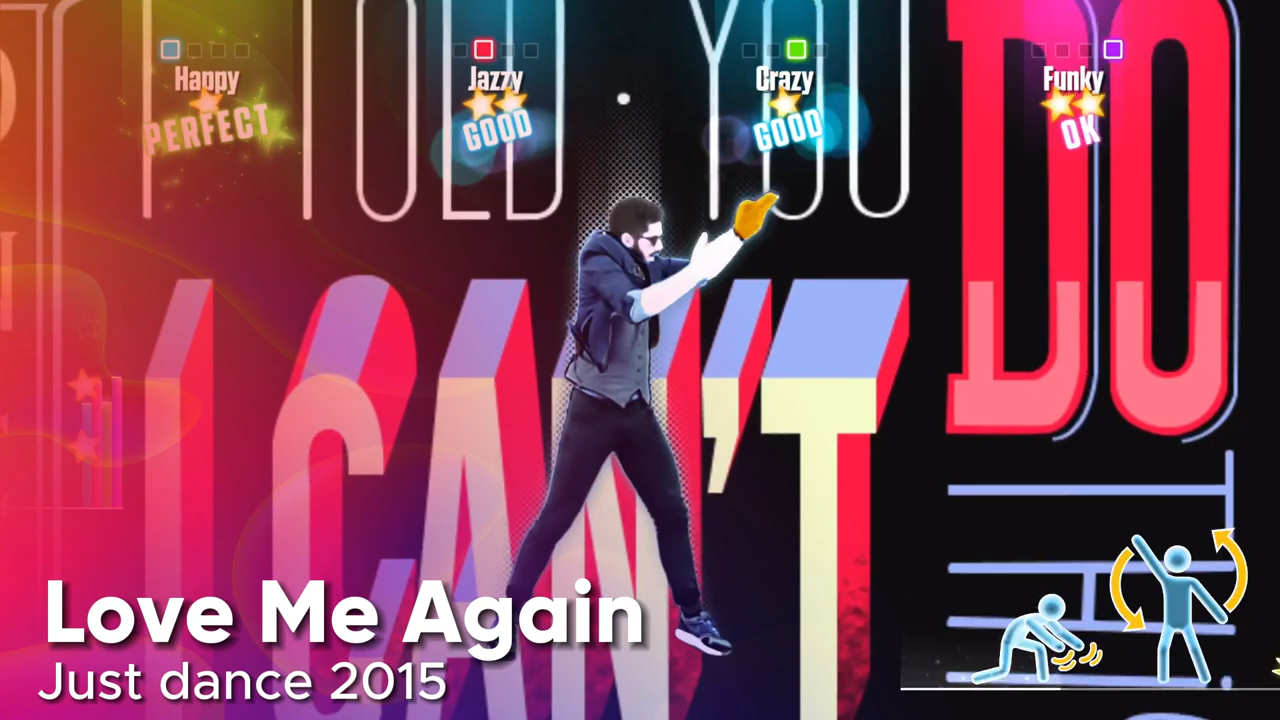 Happy
PERFECT
Jazzy
GOOD
Crazy
GOOD
Funky
OK
I TOLD YOU
I CAN'T
DO
Love Me Again
Just dance 2015